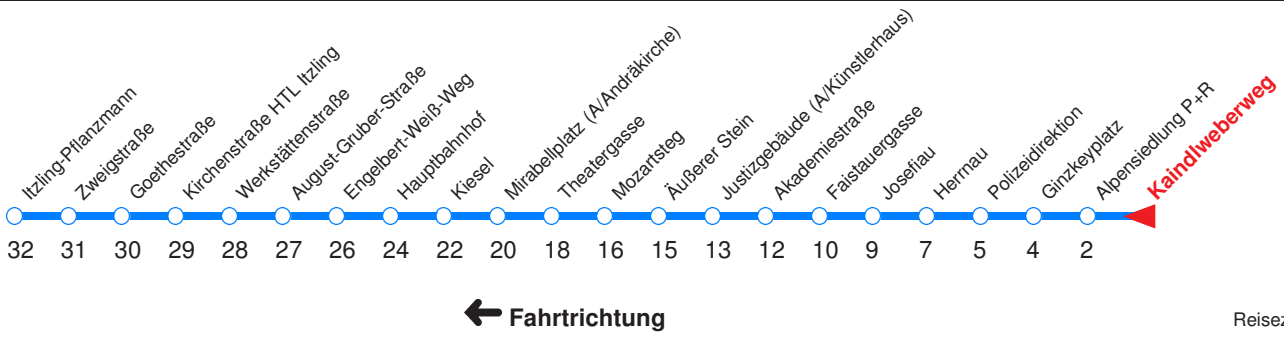 Itzling-Pflanzmann
Zweigstraße
Goethestraße
Kirchenstraße HTL Itzling
Werkstättenstraße
August-Gruber-Straße
Engelbert-Weiß-Weg
Hauptbahnhof
Kiesel
Mirabellplatz (A/Andräkirche)
Theatergasse
Mozartsteg
Äußerer Stein
Justizgebäude (A/Künstlerhaus)
Akademiestraße
Faistauergasse
Josefiau
Herrnau
Polizeidirektion
Ginzkeyplatz
Alpensiedlung P+R
Kaindlweberweg
32 31 30 29 28 27 26 24 22 20 18 16 15 13 12 10 9 7 5 4 2
Fahrtrichtung
Reisez